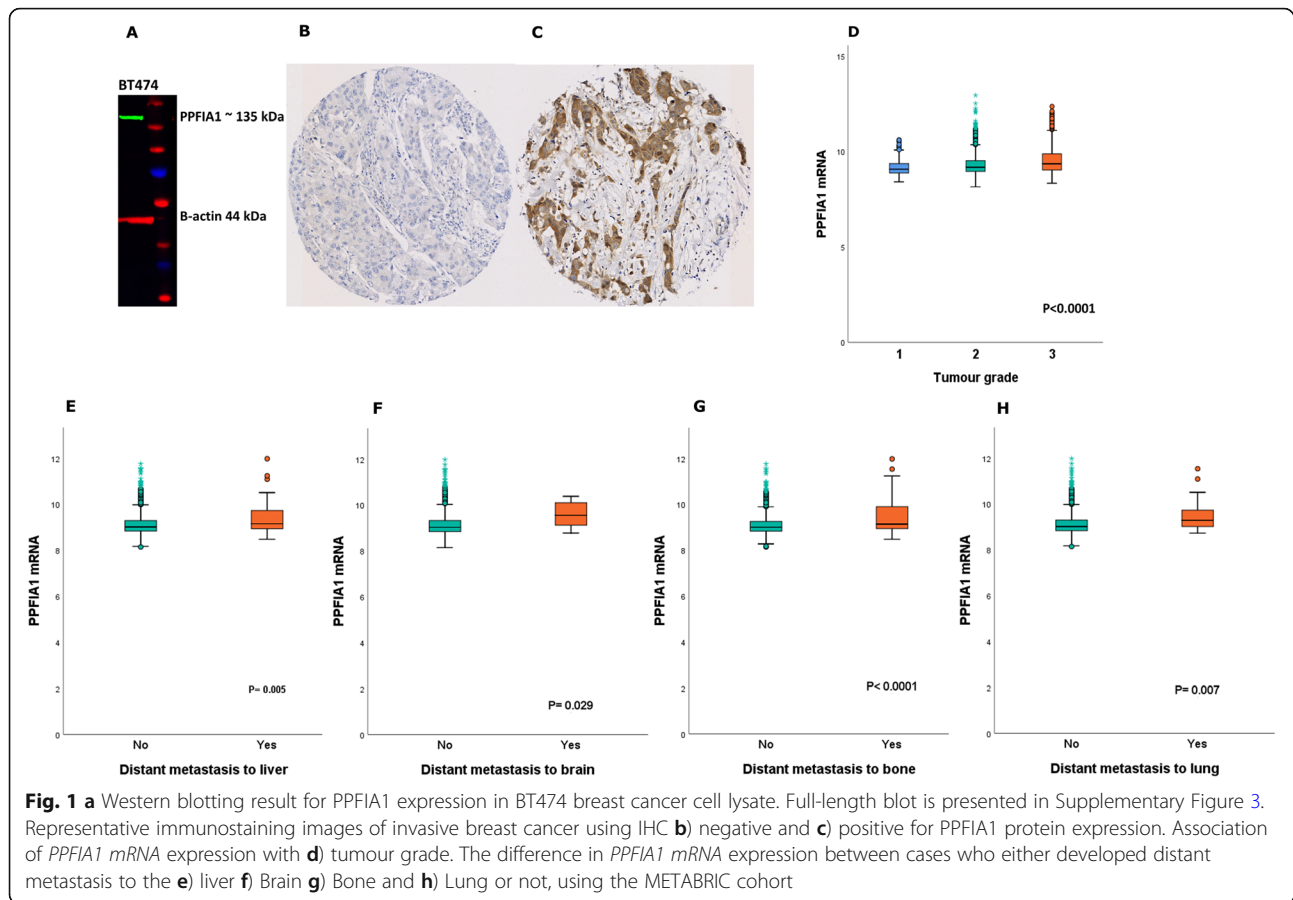 A
B
C
D
BT474
PPFIA1 ~ 135 kDa
B-actin 44 kDa
15
10
5
0
PPFIA1 mRNA
P<0.0001
1 2 3
Tumour grade
E
12
10
8
6
4
2
0
PPFIA1 mRNA
P= 0.005
No Yes
Distant metastasis to liver
F
12
10
8
6
4
2
0
PPFIA1 mRNA
P= 0.029
No Yes
Distant metastasis to brain
G
12
10
8
6
4
2
0
PPFIA1 mRNA
P< 0.0001
No Yes
Distant metastasis to bone
H
12
10
8
6
4
2
0
PPFIA1 mRNA
P= 0.007
No Yes
Distant metastasis to lung
Fig. 1 a Western blotting result for PPFIA1 expression in BT474 breast cancer cell lysate. Full-length blot is presented in Supplementary Figure 3.
Representative immunostaining images of invasive breast cancer using IHC b) negative and c) positive for PPFIA1 protein expression. Association
of PPFIA1 mRNA expression with d) tumour grade. The difference in PPFIA1 mRNA expression between cases who either developed distant
metastasis to the e) liver f) Brain g) Bone and h) Lung or not, using the METABRIC cohort